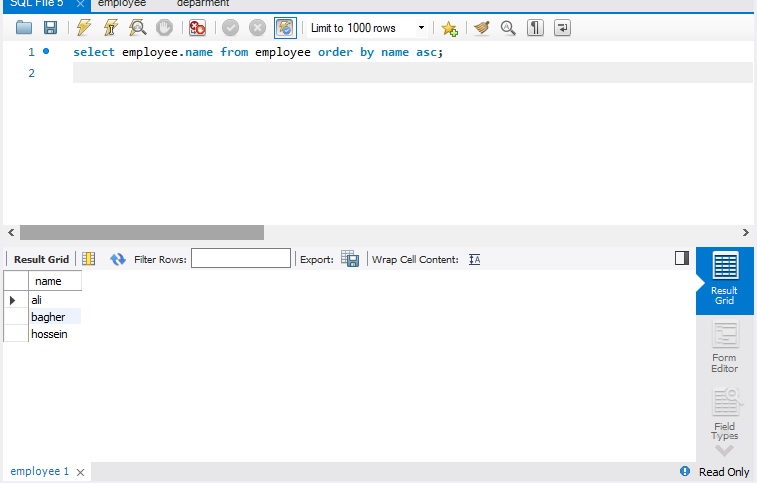 SQL File 5 × employee deparment
Limit to 1000 rows
1 select employee.name from employee order by name asc;
2
Result Grid Filter Rows: Export: Wrap Cell Content:
name
ali
bagher
hossein
Result
Grid
Form
Editor
Field
Types
employee 1 ×
Read Only